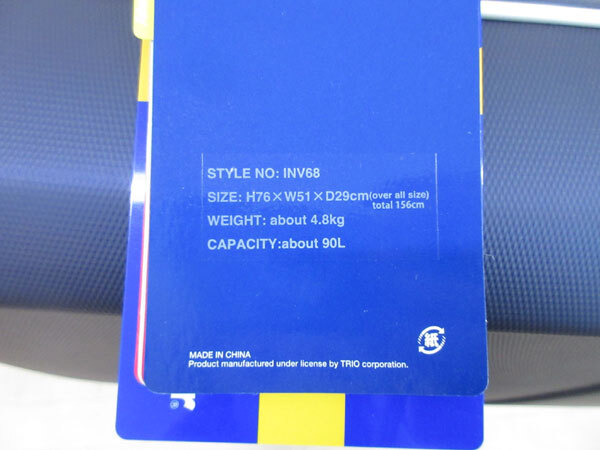 STYLE NO: INV68
SIZE: H76×W51×D29cm(over all size)
total 156cm
WEIGHT: about 4.8kg
CAPACITY:about 90L
紙
MADE IN CHINA
Product manufactured under license by TRIO corporation.